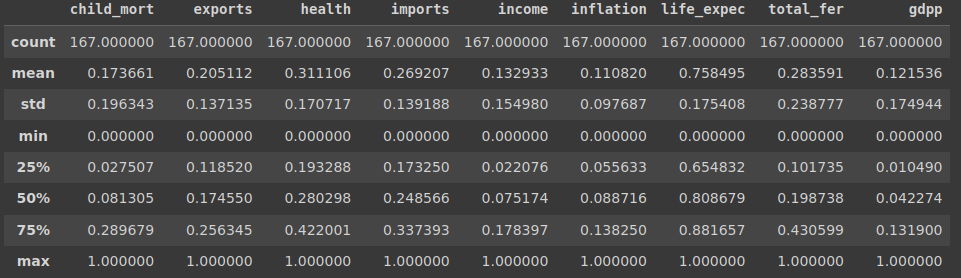 child_mort exports health imports income inflation life_expec total_fer gdpp
count 167.000000 167.000000 167.000000 167.000000 167.000000 167.000000 167.000000 167.000000 167.000000
mean 0.173661 0.205112 0.311106 0.269207 0.132933 0.110820 0.758495 0.283591 0.121536
std 0.196343 0.137135 0.170717 0.139188 0.154980 0.097687 0.175408 0.238777 0.174944
min 0.000000 0.000000 0.000000 0.000000 0.000000 0.000000 0.000000 0.000000 0.000000
25% 0.027507 0.118520 0.193288 0.173250 0.022076 0.055633 0.654832 0.101735 0.010490
50% 0.081305 0.174550 0.280298 0.248566 0.075174 0.088716 0.808679 0.198738 0.042274
75% 0.289679 0.256345 0.422001 0.337393 0.178397 0.138250 0.881657 0.430599 0.131900
max 1.000000 1.000000 1.000000 1.000000 1.000000 1.000000 1.000000 1.000000 1.000000